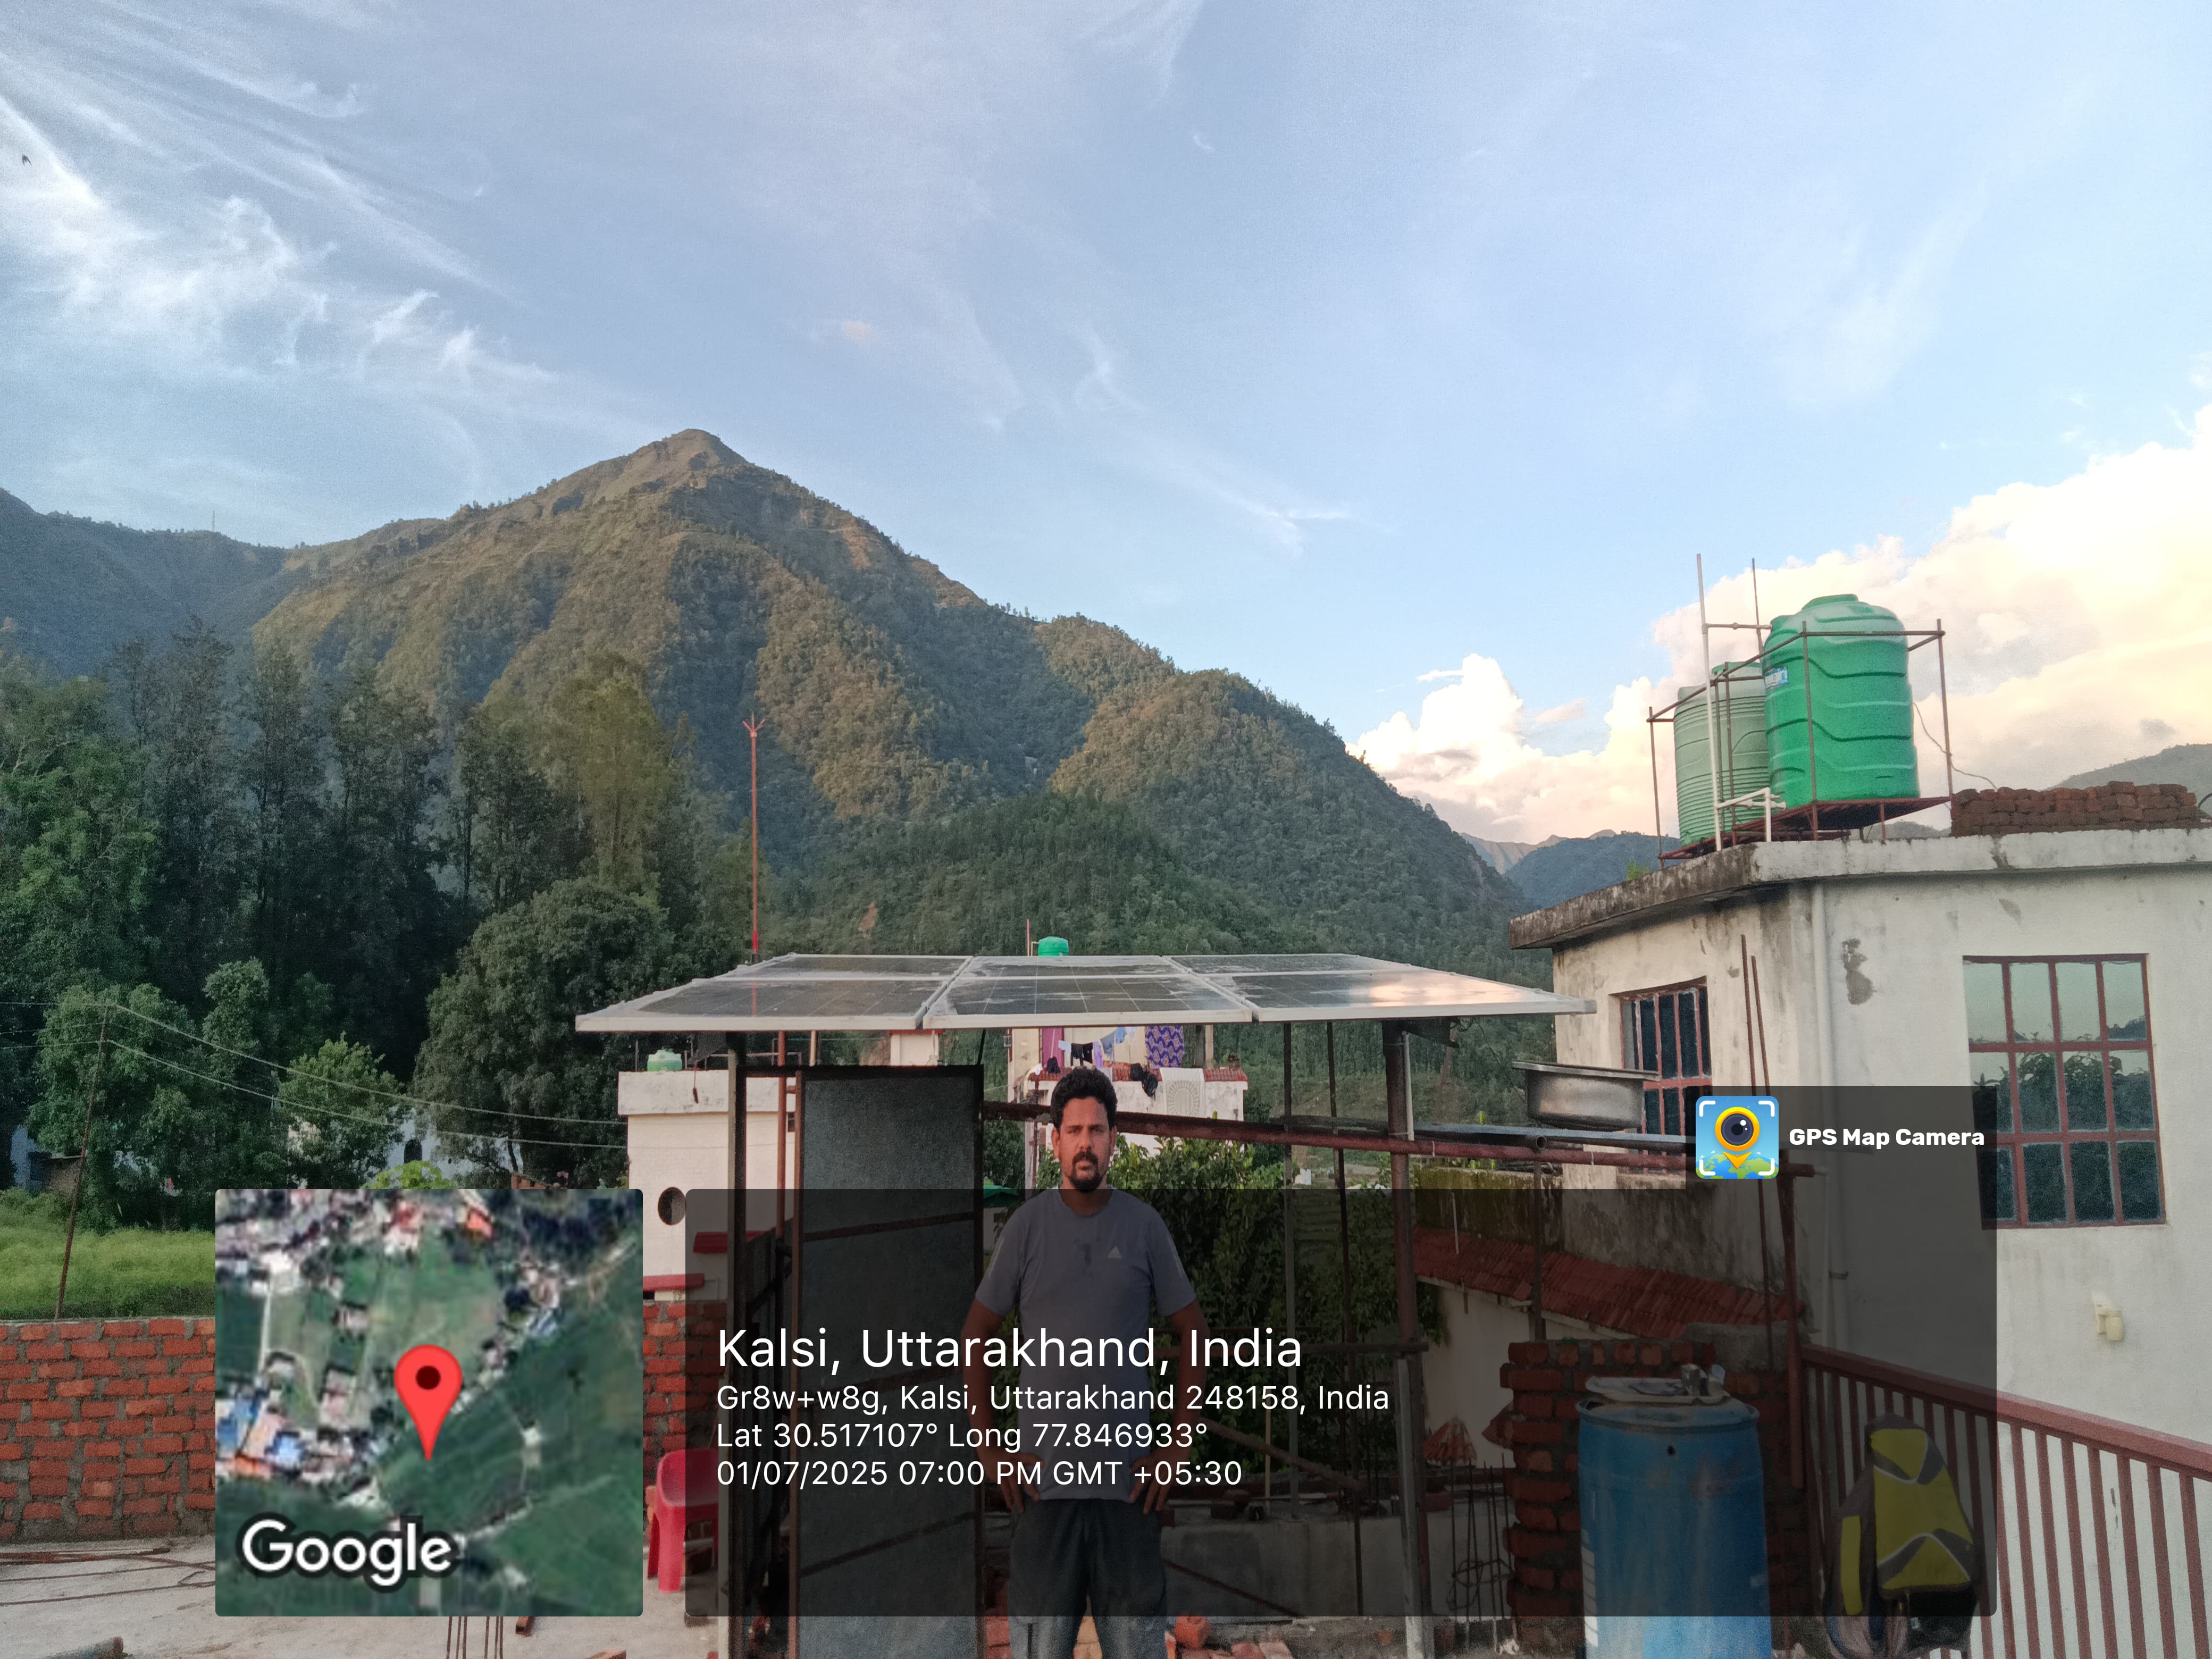 GPS Map Camera
Kalsi, Uttarakhand, India
Gr8w+w8g, Kalsi, Uttarakhand 248158, India
Lat 30.517107° Long 77.846933°
01/07/2025 07:00 PM GMT +05:30
Google